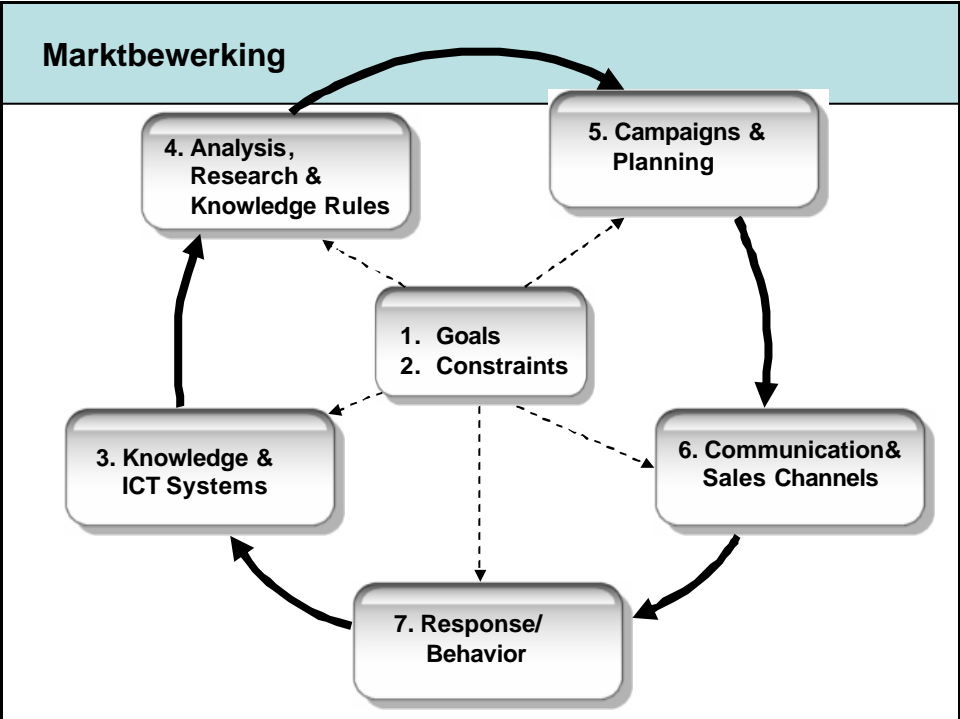 Marktbewerking
4. Analysis,
Research &
Knowledge Rules
5. Campaigns &
Planning
1. Goals
2. Constraints
3. Knowledge &
ICT Systems
6. Communication&
Sales Channels
7. Response/
Behavior